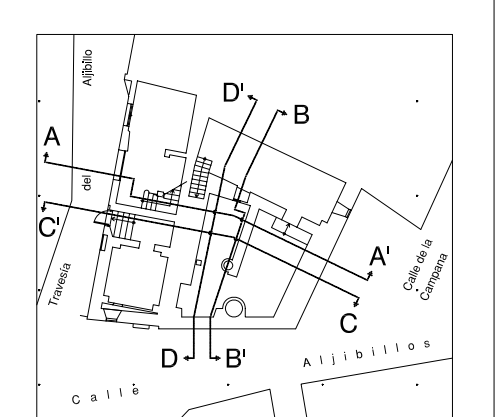 Aljibillo
D'
B
A
del
C'
A'
Calle de la
Campana
Travesía
C
D
B'
Aljibillos
Calle